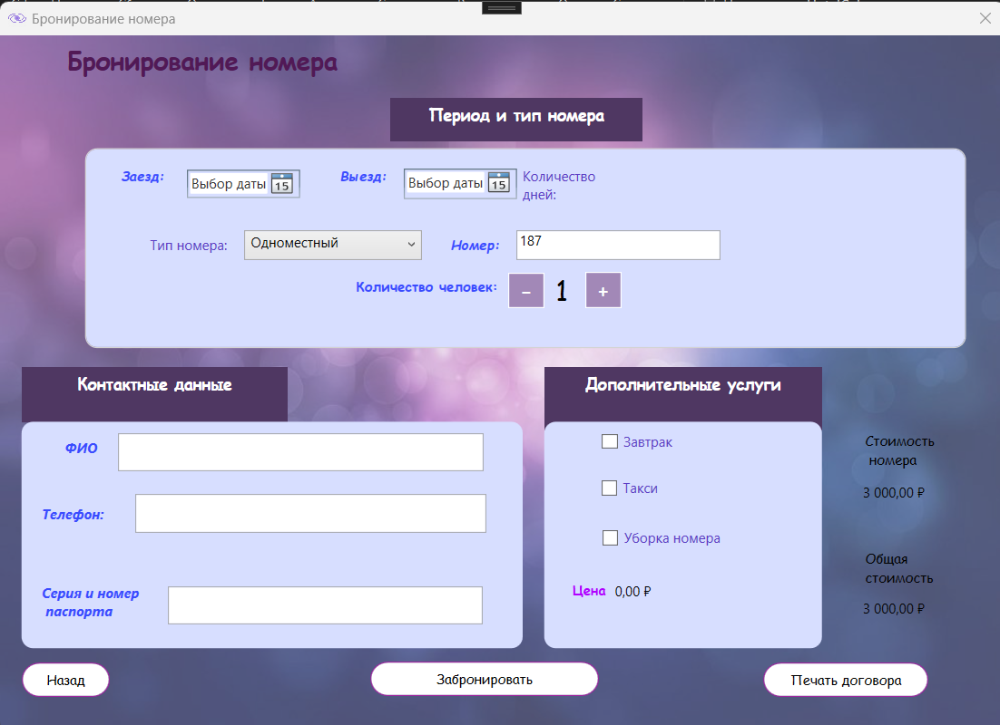 Бронирование номера
Бронирование номера
Период и тип номера
Заезд: Выбор даты 15 Выезд: Выбор даты 15 Количество
дней:
Тип номера: Одноместный Номер: 187
Количество человек: – 1 +
Контактные данные
ФИО
Телефон:
Серия и номер
паспорта
Дополнительные услуги
Завтрак
Такси
Уборка номера
Цена 0,00 ₽
Стоимость
номера
3 000,00 ₽
Общая
стоимость
3 000,00 ₽
Назад
Забронировать
Печать договора